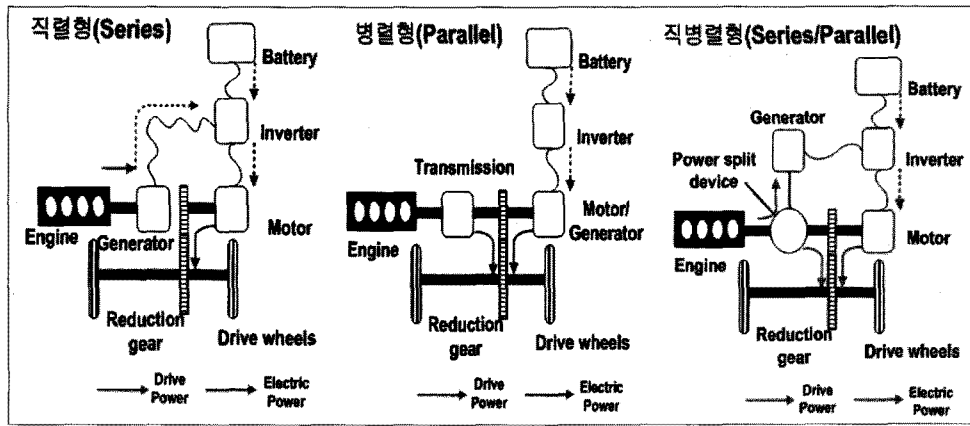 직렬형(Series)
Battery
Inverter
Engine
Generator
Motor
Reduction
gear
Drive wheels
Drive
Power
Electric
Power
병렬형(Parallel)
Battery
Inverter
Transmission
Motor/
Generator
Engine
Reduction
gear
Drive wheels
Drive
Power
Electric
Power
직병렬형(Series/Parallel)
Battery
Generator
Inverter
Power split
device
Engine
Motor
Reduction
gear
Drive wheels
Drive
Power
Electric
Power